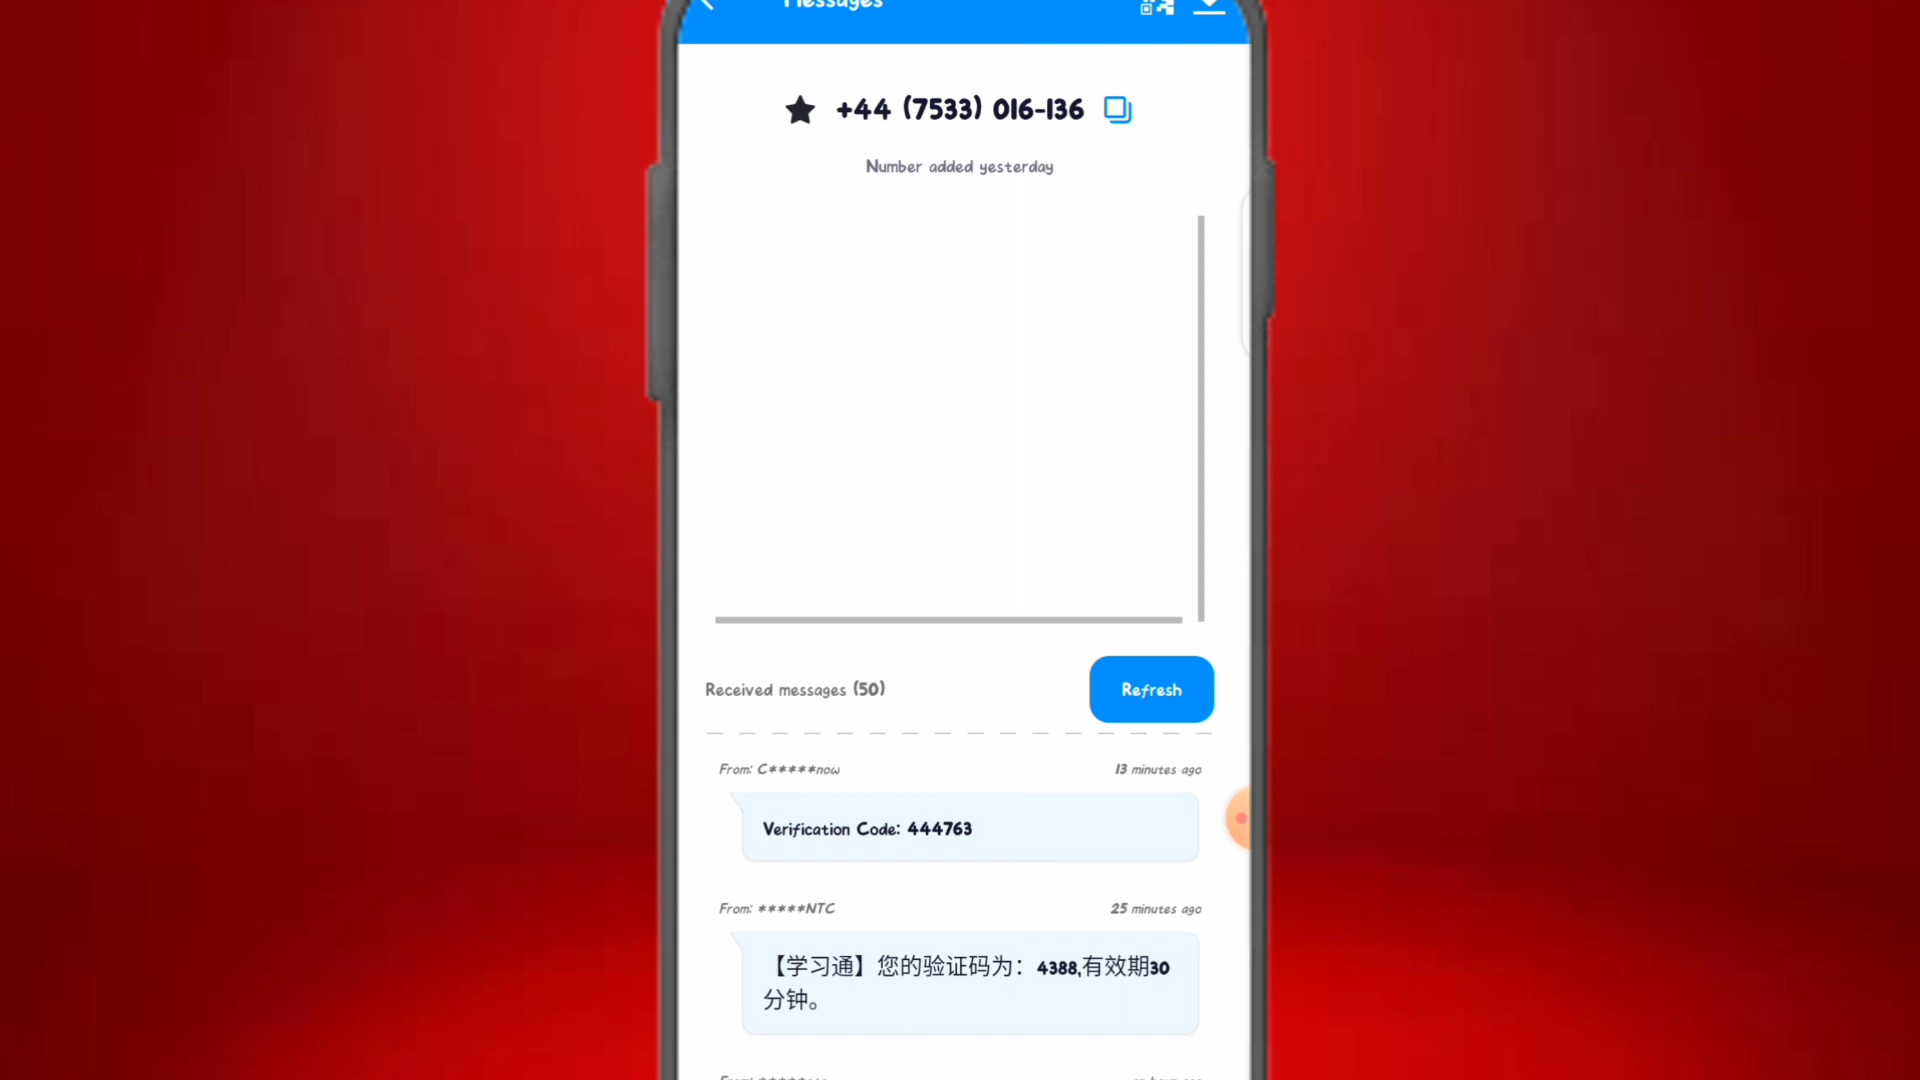 Messages
+44 (7533) 016-136
Number added yesterday
Received messages (50)
Refresh
From: C*****now
13 minutes ago
Verification Code: 444763
From: *****NTC
25 minutes ago
【学习通】您的验证码为：4388,有效期30
分钟。